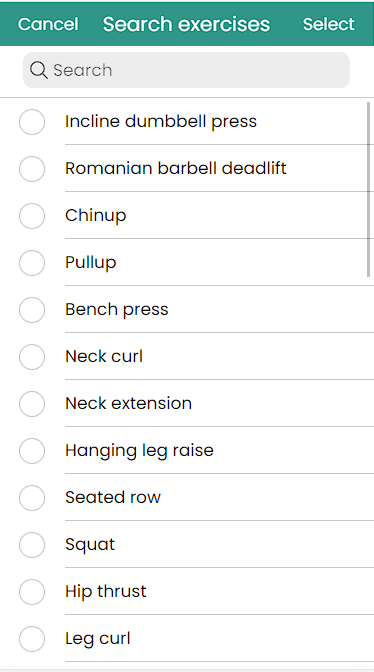 Cancel Search exercises Select
Search
Incline dumbbell press
Romanian barbell deadlift
Chinup
Pullup
Bench press
Neck curl
Neck extension
Hanging leg raise
Seated row
Squat
Hip thrust
Leg curl